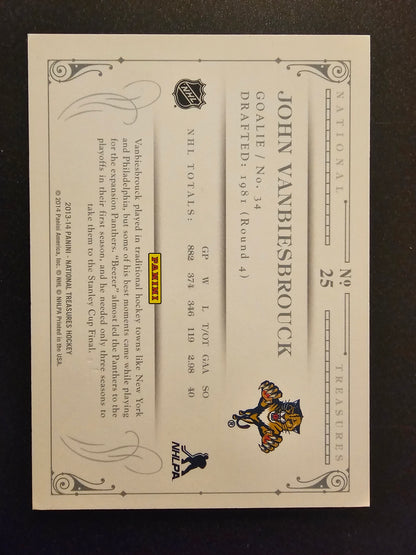 NATIONAL Nº TREASURES
25
JOHN VANBIESBROUCK
GOALIE / No. 34
DRAFTED: 1981 (Round 4)
GP W L T/OT GAA SO
NHL TOTALS: 882 374 346 119 2.98 40
NHL
PANINI
NHLPA
Vanbiesbrouck played in traditional hockey towns like New York
and Philadelphia, but some of his best moments came while playing
for the expansion Panthers. "Beezer" almost led the Panthers to the
playoffs in their first season, and he needed only three seasons to
take them to the Stanley Cup Final.
2013-14 PANINI - NATIONAL TREASURES HOCKEY
© 2014 Panini America, Inc. © NHL © NHLPA Printed in the USA.